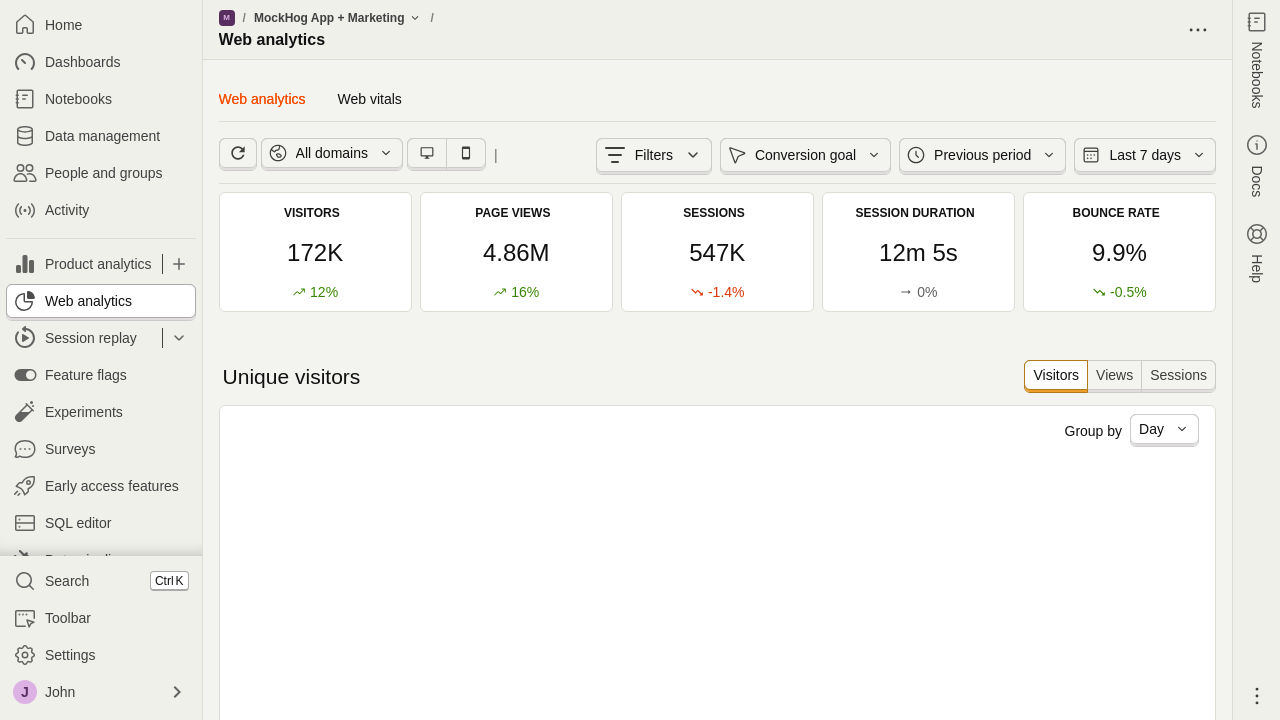 Home
Dashboards
Notebooks
Data management
People and groups
Activity
Product analytics
Web analytics
Session replay
Feature flags
Experiments
Surveys
Early access features
SQL editor
Search Ctrl K
Toolbar
Settings
J John
M / MockHog App + Marketing /
Web analytics
Web analytics Web vitals
All domains | Filters Conversion goal Previous period Last 7 days
VISITORS
172K
12%
PAGE VIEWS
4.86M
16%
SESSIONS
547K
-1.4%
SESSION DURATION
12m 5s
0%
BOUNCE RATE
9.9%
-0.5%
Unique visitors
Visitors Views Sessions
Group by Day
Notebooks
Docs
Help